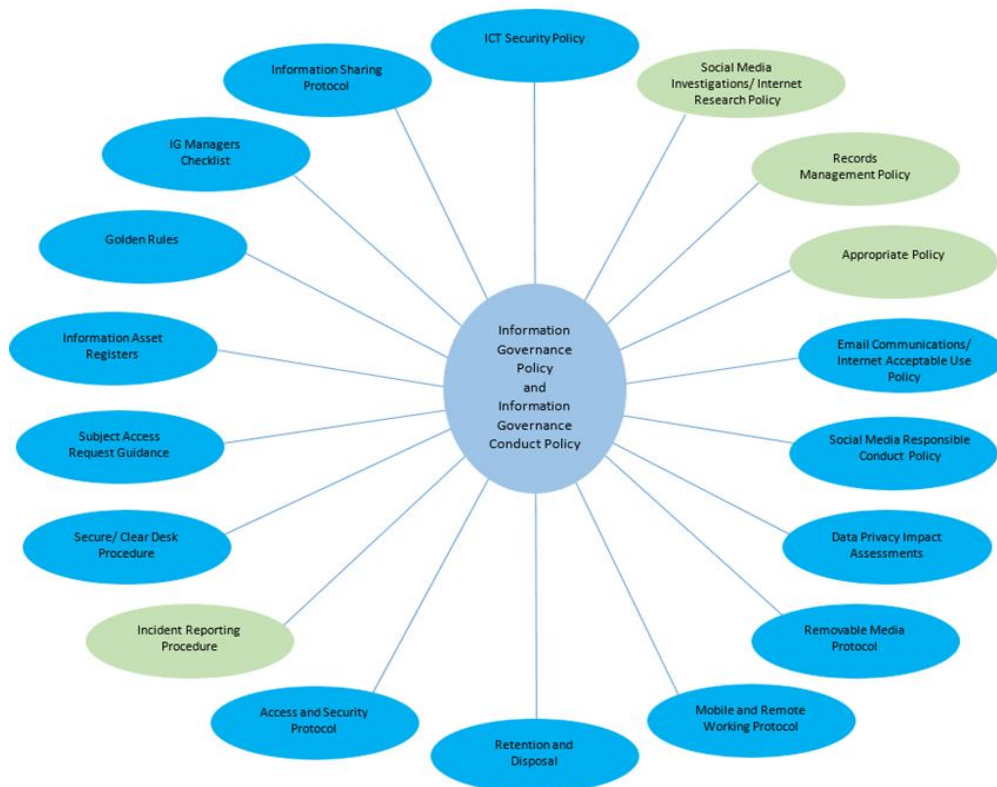 ICT Security Policy
Social Media
Investigations/ Internet
Research Policy
Records
Management Policy
Appropriate Policy
Email Communications/
Internet Acceptable Use
Policy
Social Media Responsible
Conduct Policy
Data Privacy Impact
Assessments
Removable Media
Protocol
Mobile and Remote
Working Protocol
Retention and
Disposal
Access and Security
Protocol
Incident Reporting
Procedure
Secure/ Clear Desk
Procedure
Subject Access
Request Guidance
Information Asset
Registers
Golden Rules
IG Managers
Checklist
Information Sharing
Protocol
Information
Governance
Policy
and
Information
Governance
Conduct Policy